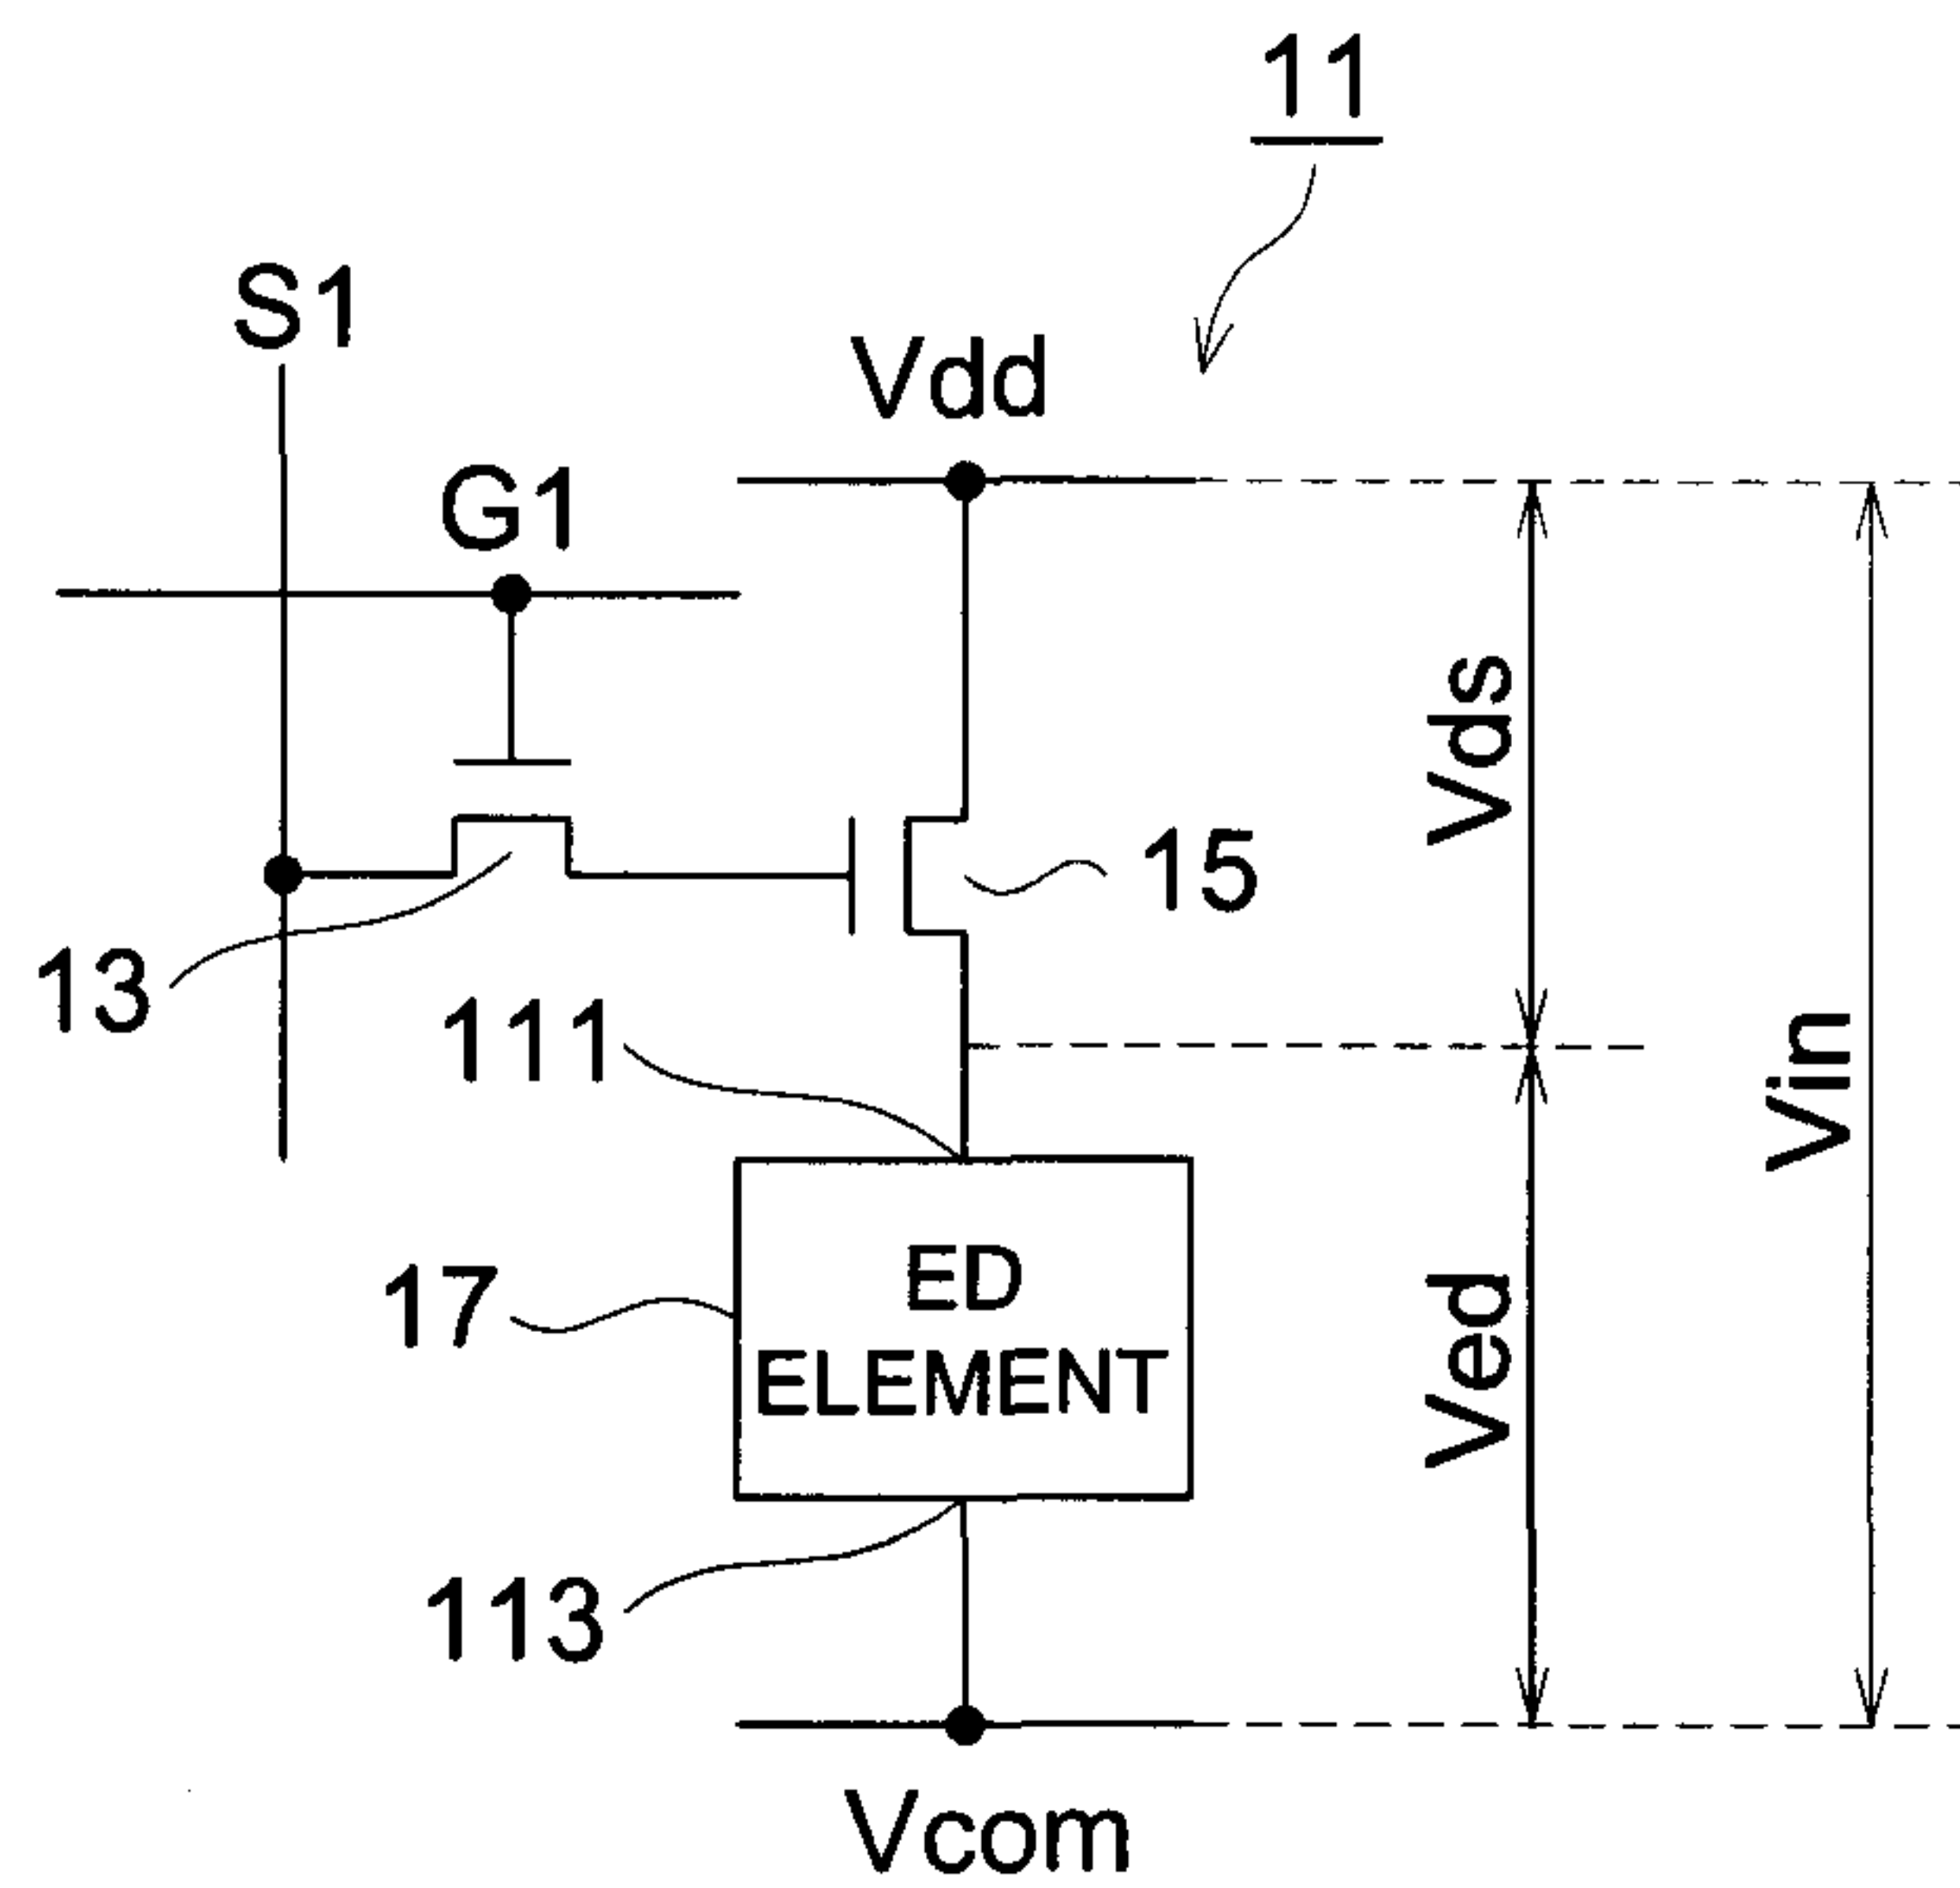 11
S1
Vdd
G1
Vds
15
13
111
Vin
17
ED
ELEMENT
Ved
113
Vcom